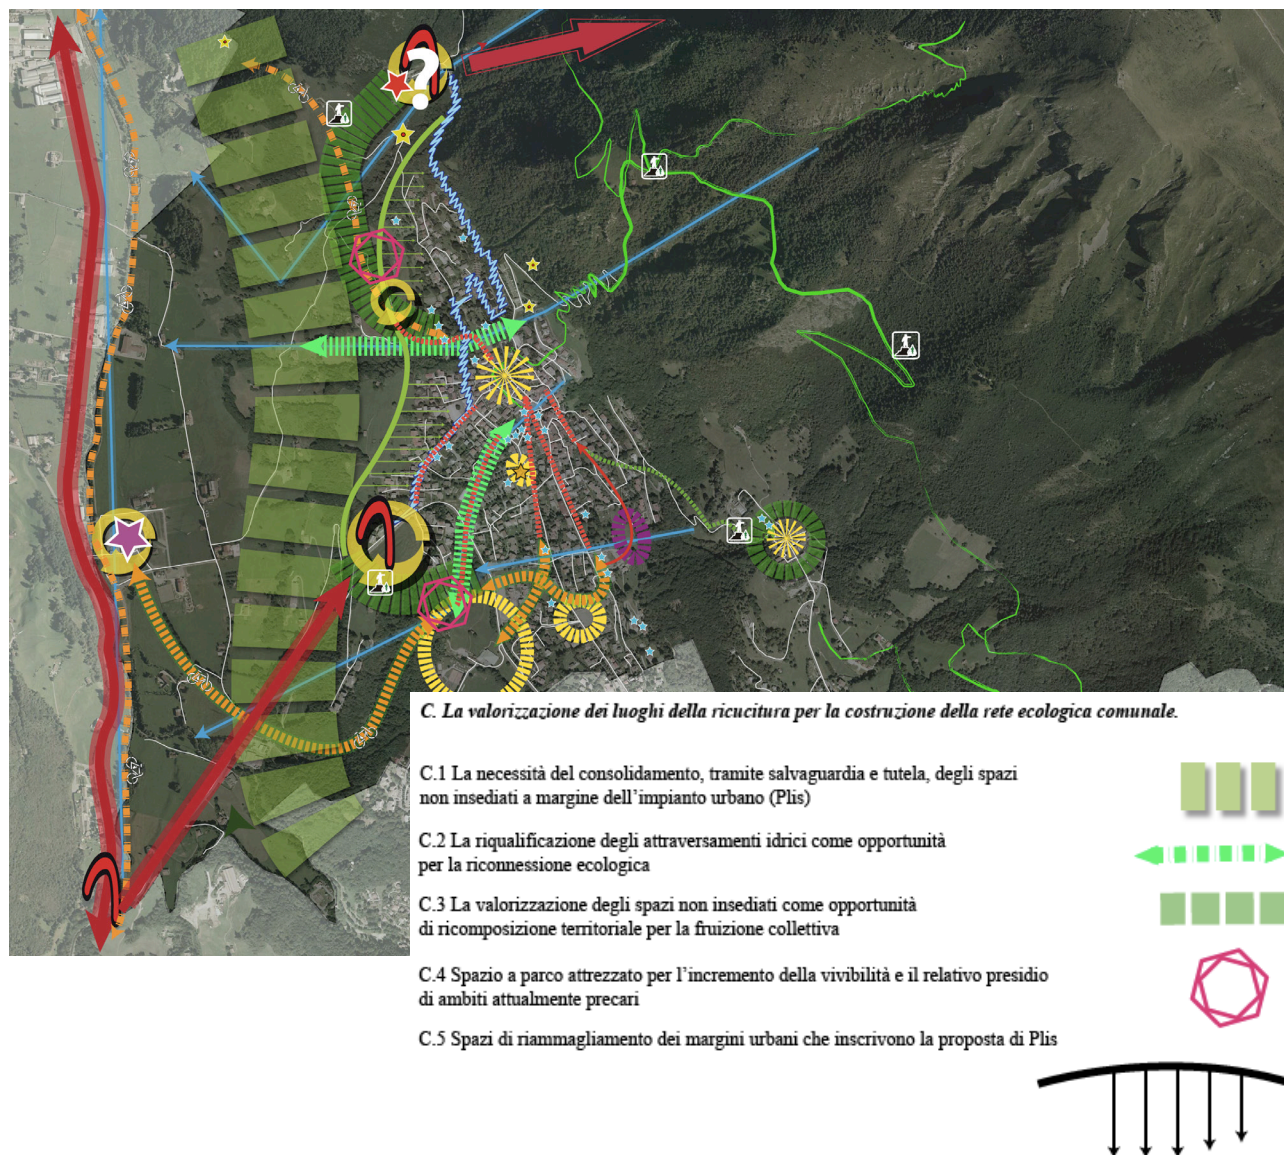 ?
C. La valorizzazione dei luoghi della ricucitura per la costruzione della rete ecologica comunale.
C.1 La necessità del consolidamento, tramite salvaguardia e tutela, degli spazi
non insediati a margine dell'impianto urbano (Plis)
C.2 La riqualificazione degli attraversamenti idrici come opportunità
per la riconnessione ecologica
C.3 La valorizzazione degli spazi non insediati come opportunità
di ricomposizione territoriale per la fruizione collettiva
C.4 Spazio a parco attrezzato per l'incremento della vivibilità e il relativo presidio
di ambiti attualmente precari
C.5 Spazi di riammagliamento dei margini urbani che inscrivono la proposta di Plis